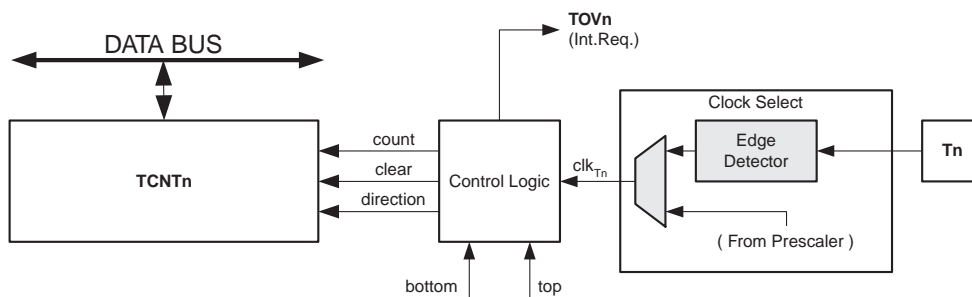 TOVn
(Int.Req.)
DATA BUS
Clock Select
TCNTn
count
clear
direction
Control Logic
clkTn
Edge
Detector
Tn
( From Prescaler )
bottom
top